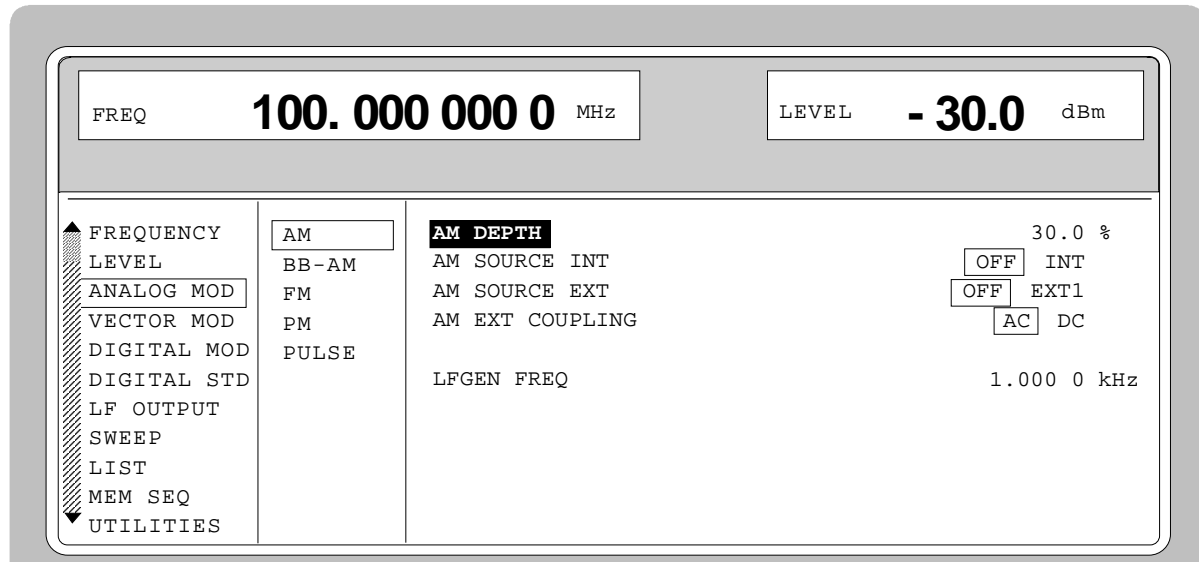 FREQ 100. 000 000 0 MHz LEVEL - 30.0 dBm
FREQUENCY AM AM DEPTH 30.0 %
LEVEL BB-AM AM SOURCE INT OFF INT
ANALOG MOD FM AM SOURCE EXT OFF EXT1
VECTOR MOD PM AM EXT COUPLING AC DC
DIGITAL MOD PULSE
DIGITAL STD LFGEN FREQ 1.000 0 kHz
LF OUTPUT
SWEEP
LIST
MEM SEQ
UTILITIES